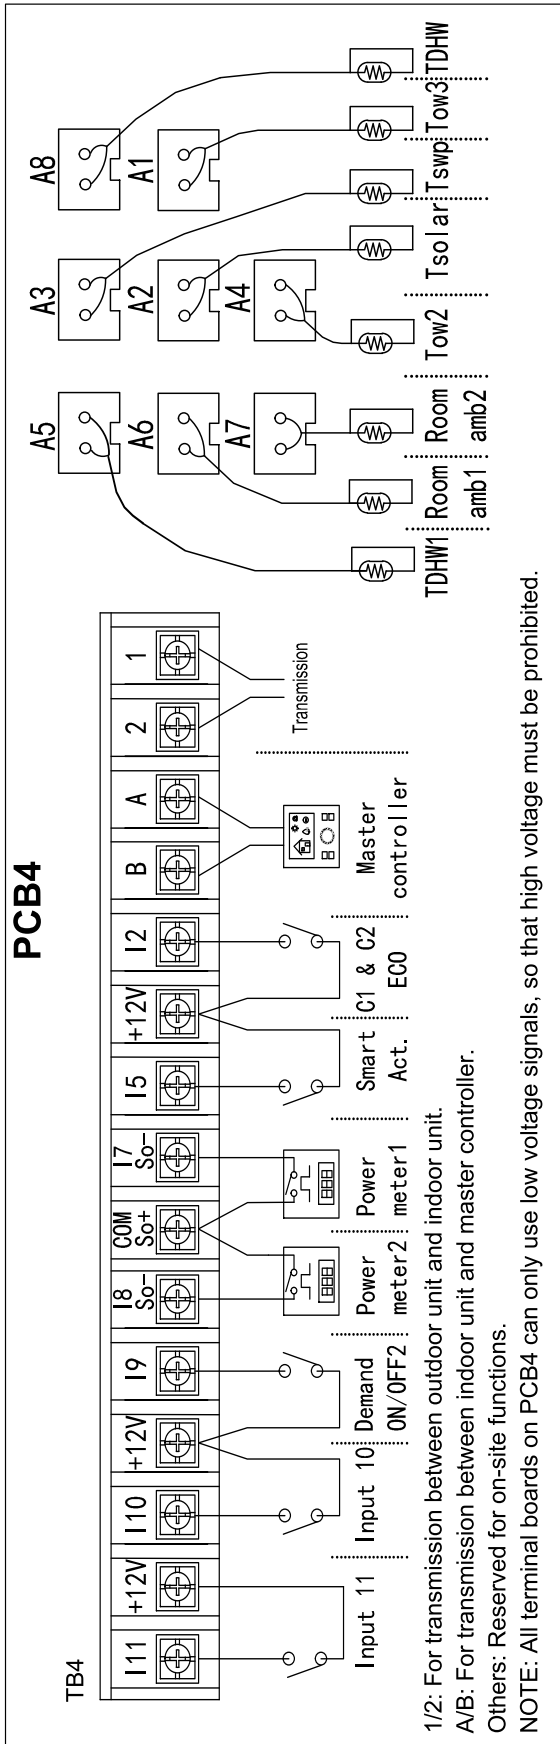 PCB4
TB4
I11
+12V
I10
+12V
I9
I8
So-
COM
So+
I7
So-
I5
+12V
I2
B
A
2
1
Input 11
Input 10
Demand
ON/OFF2
Power
meter2
Power
meter1
Smart
Act.
C1 & C2
ECO
Master
controller
Transmission
A5
A6
A7
A3
A2
A4
A8
A1
TDHW1
Room
amb1
Room
amb2
Tow2
Tsolar
Tswp
Tow3
TDHW
1/2: For transmission between outdoor unit and indoor unit.
A/B: For transmission between indoor unit and master controller.
Others: Reserved for on-site functions.
NOTE: All terminal boards on PCB4 can only use low voltage signals, so that high voltage must be prohibited.